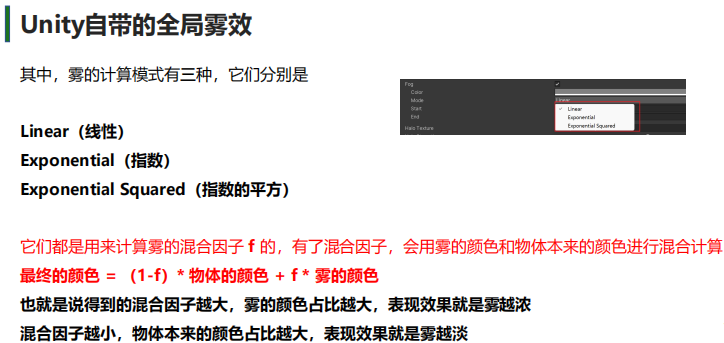 Unity自带的全局雾效
其中，雾的计算模式有三种，它们分别是
Fog
Color
Mode
Linear
Start
End
Halo Texture
Linear
Exponential
Exponential Squared
Linear（线性）
Exponential（指数）
Exponential Squared（指数的平方）
它们都是用来计算雾的混合因子 f 的，有了混合因子，会用雾的颜色和物体本来的颜色进行混合计算
最终的颜色 = （1-f）* 物体的颜色 + f * 雾的颜色
也就是说得到的混合因子越大，雾的颜色占比越大，表现效果就是雾越浓
混合因子越小，物体本来的颜色占比越大，表现效果就是雾越淡